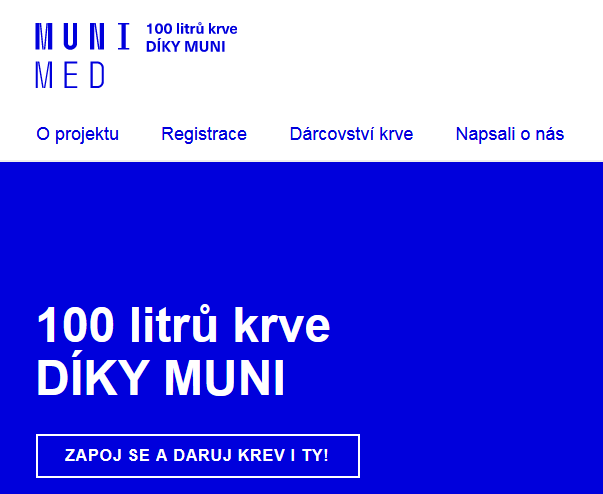 MUNI
MED
100 litrů krve
DÍKY MUNI
O projektu Registrace Dárcovství krve Napsali o nás
100 litrů krve
DÍKY MUNI
ZAPOJ SE A DARUJ KREV I TY!